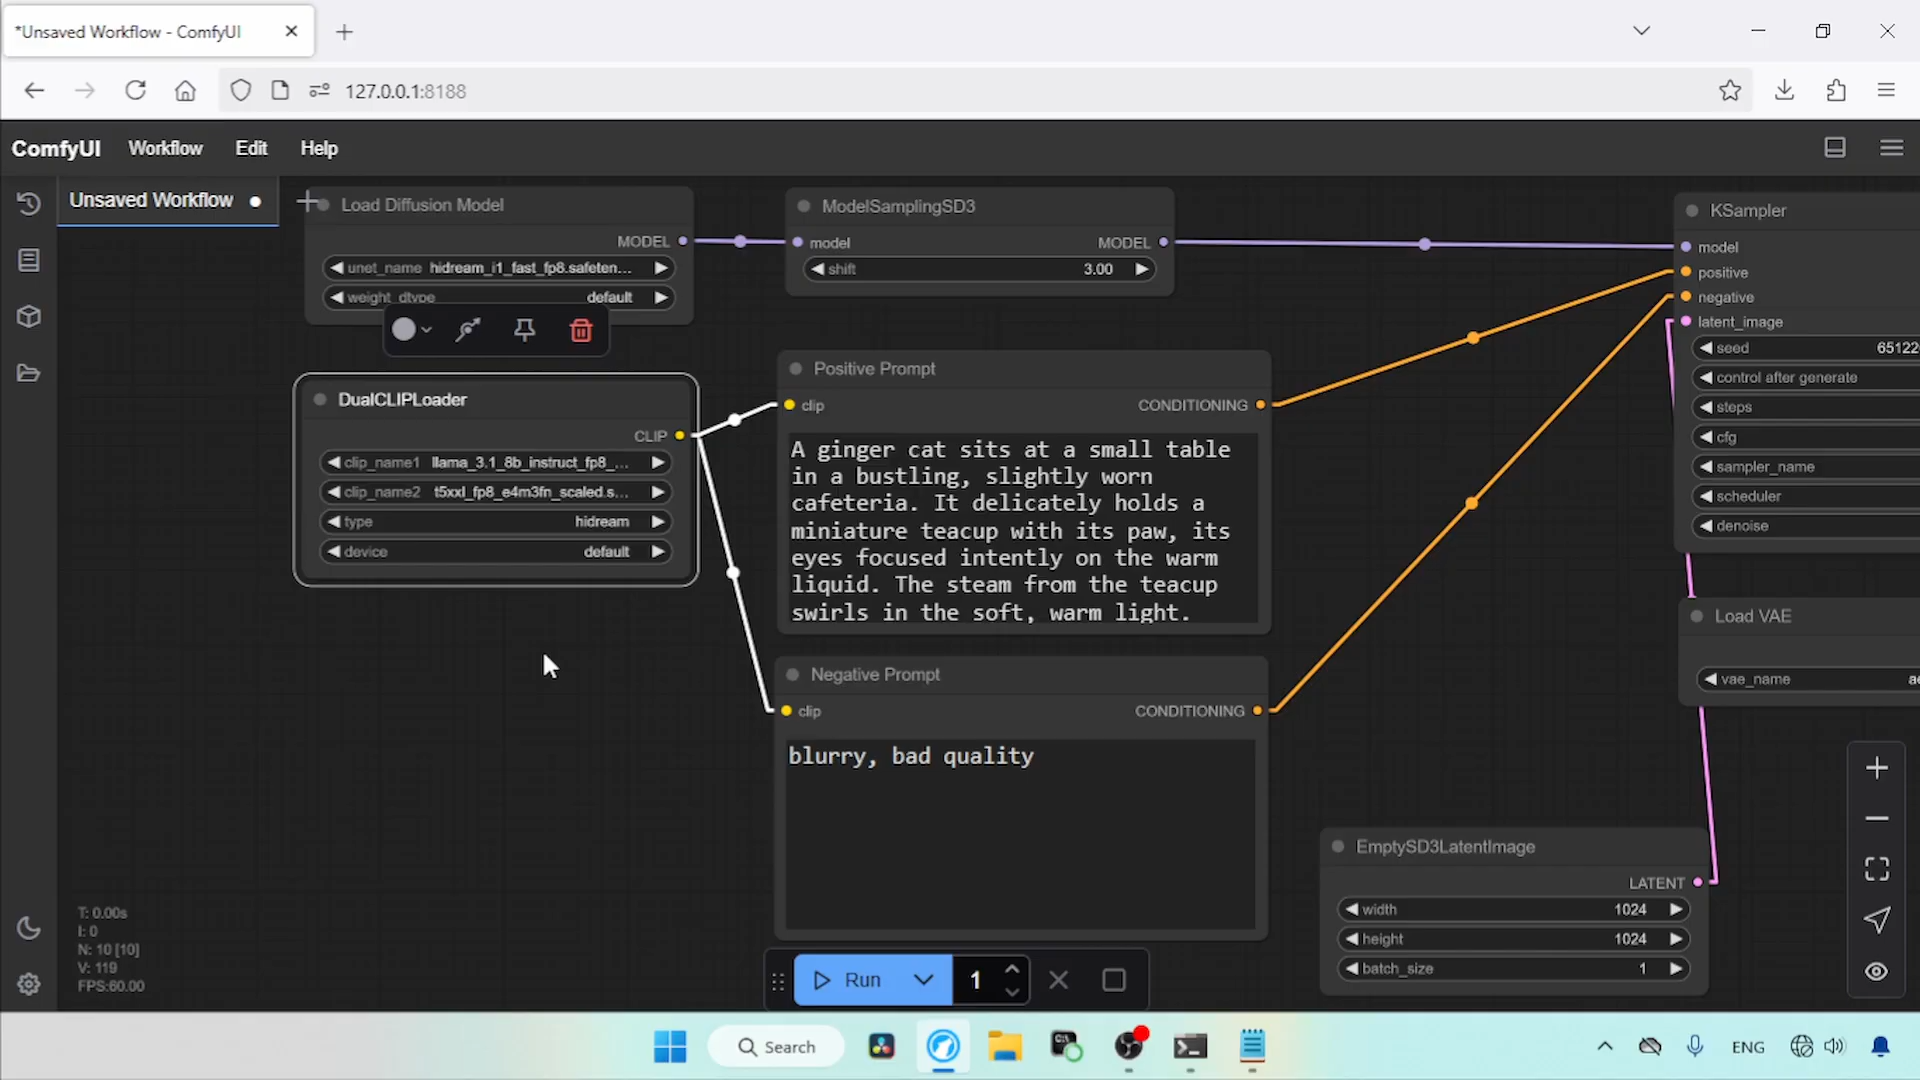 *Unsaved Workflow - ComfyUI
127.0.0.1:8188
ComfyUI Workflow Edit Help
Unsaved Workflow
Load Diffusion Model
MODEL
unet_name hidream_i1_fast_fp8.safeten...
weight_dtype default
ModelSamplingSD3
model MODEL
shift 3.00
KSampler
model
positive
negative
latent_image
seed 65122
control after generate
steps
cfg
sampler_name
scheduler
denoise
DualCLIPLoader
CLIP
clip_name1 llama_3.1_8b_instruct_fp8_...
clip_name2 t5xxl_fp8_e4m3fn_scaled.s...
type hidream
device default
Positive Prompt
clip CONDITIONING
A ginger cat sits at a small table
in a bustling, slightly worn
cafeteria. It delicately holds a
miniature teacup with its paw, its
eyes focused intently on the warm
liquid. The steam from the teacup
swirls in the soft, warm light.
Negative Prompt
clip CONDITIONING
blurry, bad quality
Load VAE
vae_name ae
EmptySD3LatentImage
LATENT
width 1024
height 1024
batch_size 1
T: 0.00s
I: 0
N: 10 [10]
V: 119
FPS:60.00
Run 1
Search
ENG